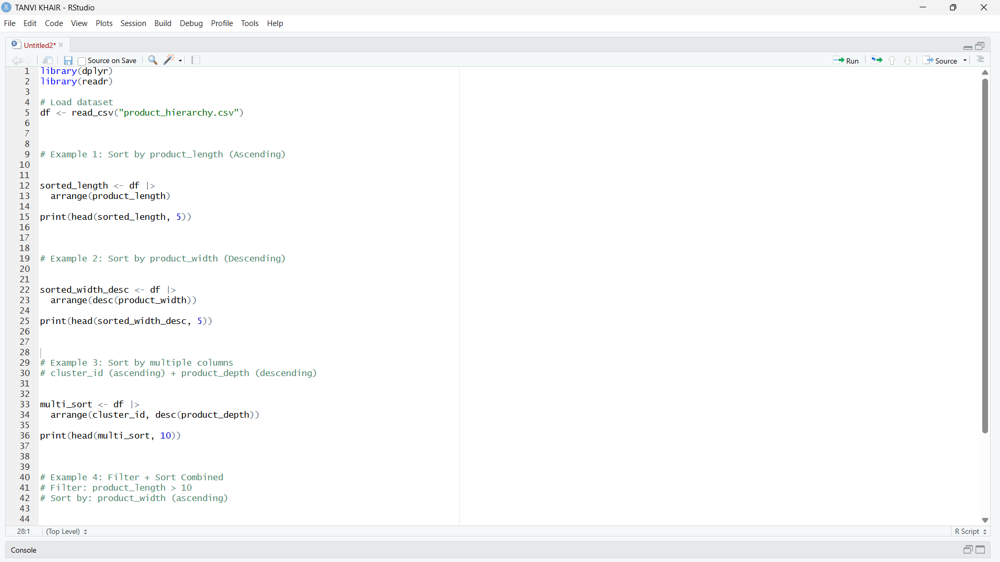 TANVI KHAIR - RStudio
File Edit Code View Plots Session Build Debug Profile Tools Help
Untitled2*
Source on Save
Run
Source
1 library(dplyr)
2 library(readr)
3
4 # Load dataset
5 df <- read_csv("product_hierarchy.csv")
6
7
8
9 # Example 1: Sort by product_length (Ascending)
10
11
12 sorted_length <- df |>
13   arrange(product_length)
14
15 print(head(sorted_length, 5))
16
17
18
19 # Example 2: Sort by product_width (Descending)
20
21
22 sorted_width_desc <- df |>
23   arrange(desc(product_width))
24
25 print(head(sorted_width_desc, 5))
26
27
28
29 # Example 3: Sort by multiple columns
30 # cluster_id (ascending) + product_depth (descending)
31
32
33 multi_sort <- df |>
34   arrange(cluster_id, desc(product_depth))
35
36 print(head(multi_sort, 10))
37
38
39
40 # Example 4: Filter + Sort Combined
41 # Filter: product_length > 10
42 # Sort by: product_width (ascending)
43
44
28:1 (Top Level) R Script
Console